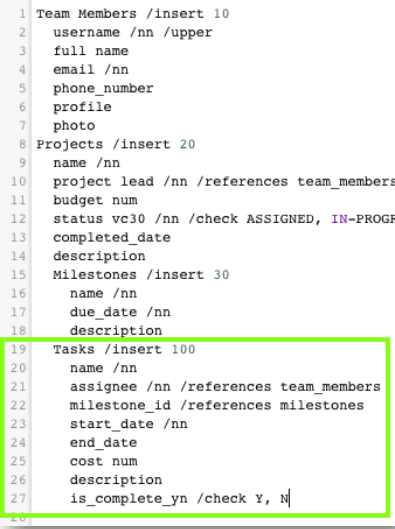 1 Team Members /insert 10
2 username /nn /upper
3 full name
4 email /nn
5 phone_number
6 profile
7 photo
8 Projects /insert 20
9 name /nn
10 project lead /nn /references team_members
11 budget num
12 status vc30 /nn /check ASSIGNED, IN-PROGR
13 completed_date
14 description
15 Milestones /insert 30
16 name /nn
17 due_date /nn
18 description
19 Tasks /insert 100
20 name /nn
21 assignee /nn /references team_members
22 milestone_id /references milestones
23 start_date /nn
24 end_date
25 cost num
26 description
27 is_complete_yn /check Y, N
28